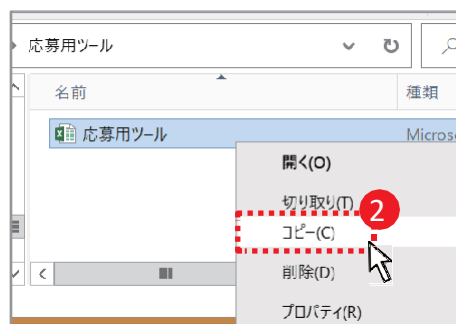 応募用ツール
名前 種類
応募用ツール Micros
開く(O)
切り取り(T)
2
コピー(C)
削除(D)
プロパティ(R)